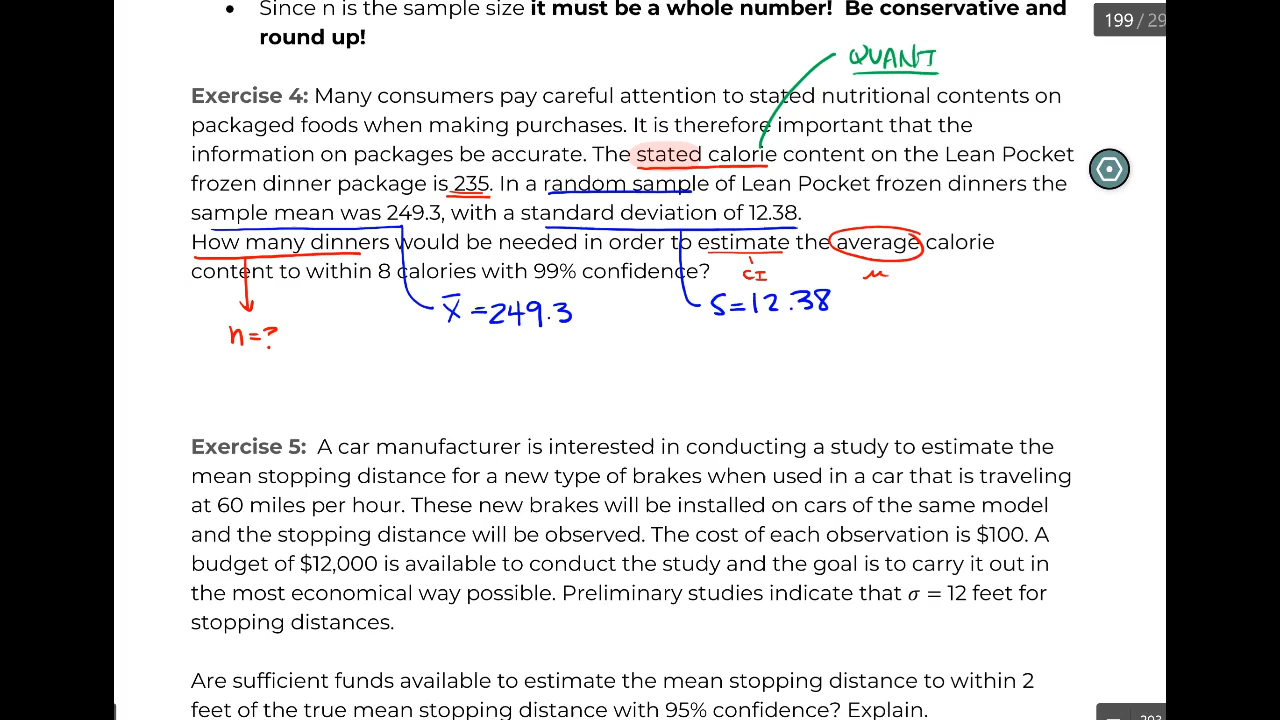 • Since n is the sample size it must be a whole number! Be conservative and
round up!
199 / 29
QUANT
Exercise 4: Many consumers pay careful attention to stated nutritional contents on
packaged foods when making purchases. It is therefore important that the
information on packages be accurate. The stated calorie content on the Lean Pocket
frozen dinner package is 235. In a random sample of Lean Pocket frozen dinners the
sample mean was 249.3, with a standard deviation of 12.38.
How many dinners would be needed in order to estimate the average calorie
content to within 8 calories with 99% confidence?
CI
μ
x̄ = 249.3
S = 12.38
n = ?
Exercise 5: A car manufacturer is interested in conducting a study to estimate the
mean stopping distance for a new type of brakes when used in a car that is traveling
at 60 miles per hour. These new brakes will be installed on cars of the same model
and the stopping distance will be observed. The cost of each observation is $100. A
budget of $12,000 is available to conduct the study and the goal is to carry it out in
the most economical way possible. Preliminary studies indicate that σ = 12 feet for
stopping distances.
Are sufficient funds available to estimate the mean stopping distance to within 2
feet of the true mean stopping distance with 95% confidence? Explain.